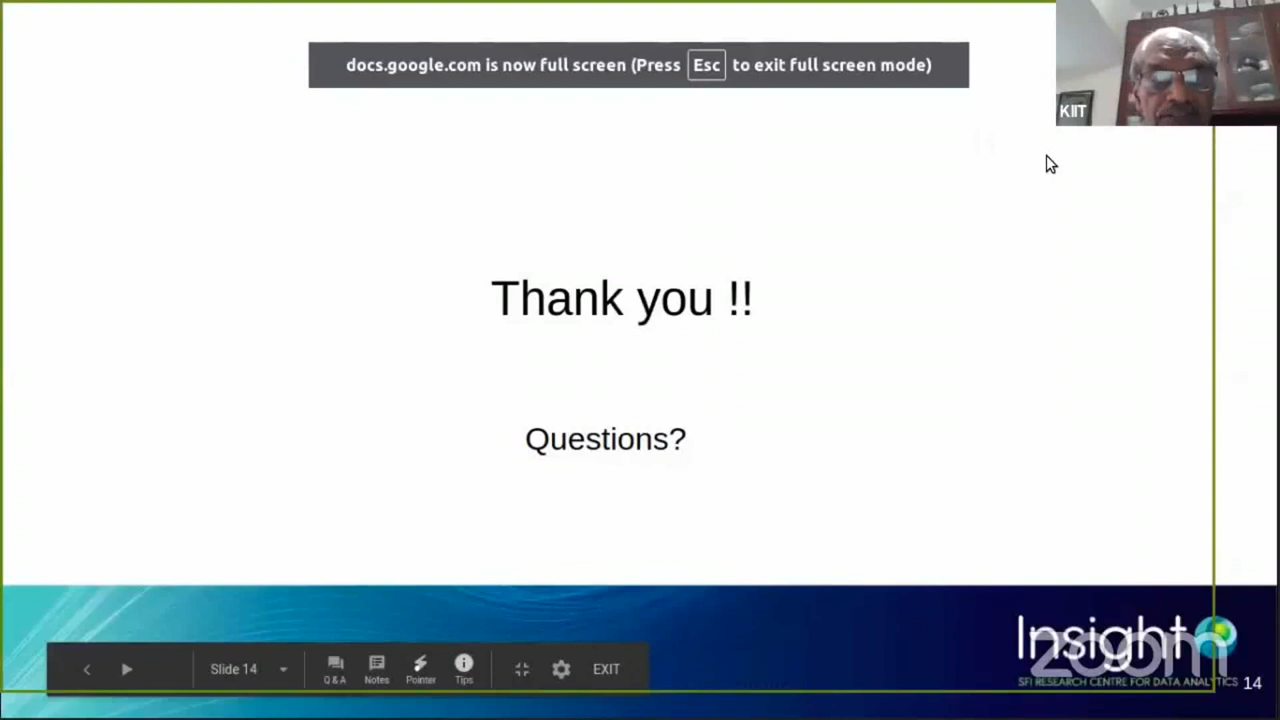 docs.google.com is now full screen (Press Esc to exit full screen mode)
KIIT
Thank you !!
Questions?
Insight
zoom
SFI RESEARCH CENTRE FOR DATA ANALYTICS
14
Slide 14
Q & A
Notes
Pointer
Tips
EXIT